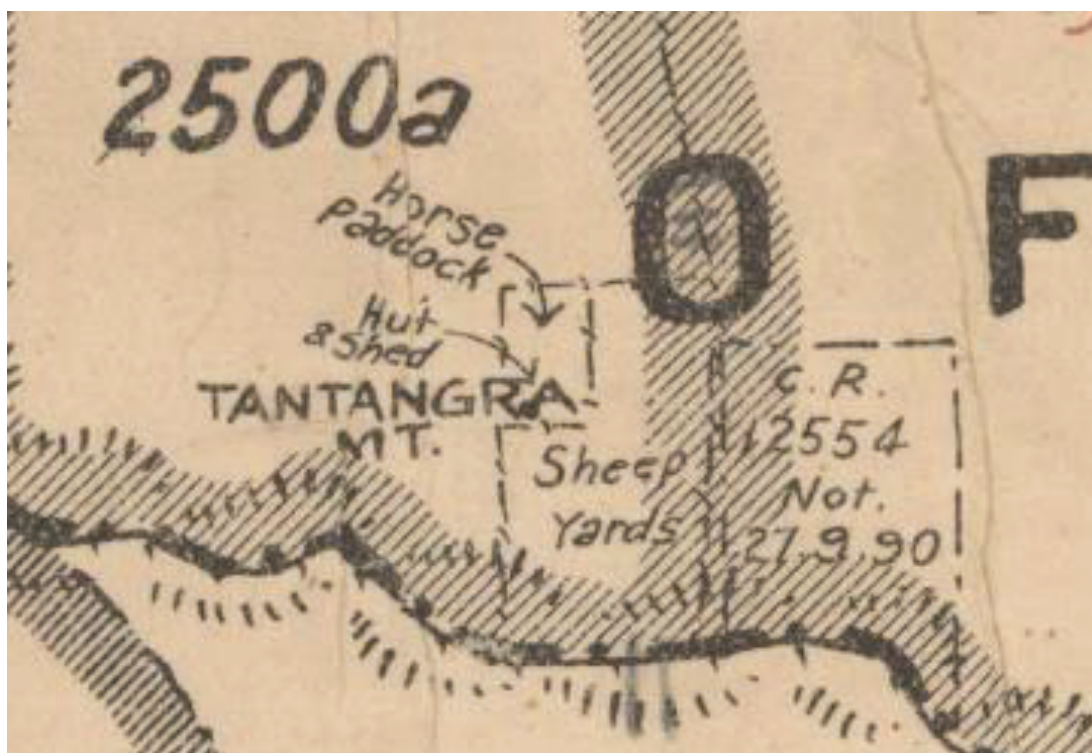 2500a
Horse
Paddock
O F
Hut
& Shed
TANTANGRA
MT.
Sheep
Yards
C. R.
12554
Not.
27.9.90